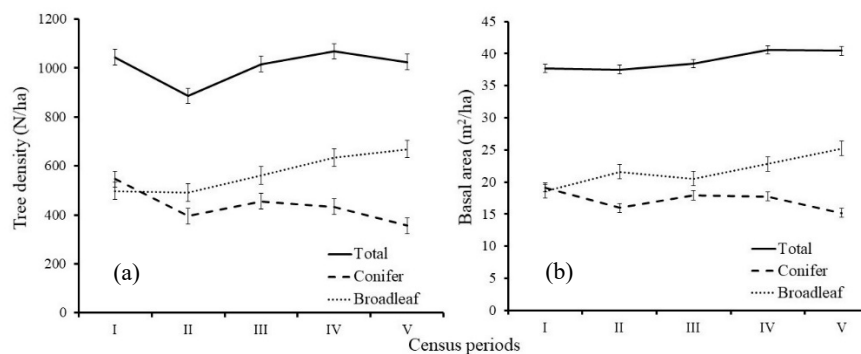 1200
1000
800
600
400
200
0
Tree density (N/ha)
(a)
Total
Conifer
Broadleaf
I II III IV V
45
40
35
30
25
20
15
10
5
0
Basal area (m²/ha)
(b)
Total
Conifer
Broadleaf
I II III IV V
Census periods